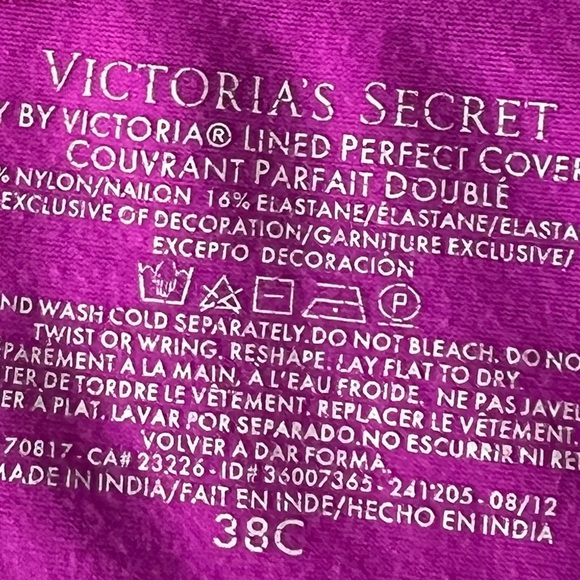 VICTORIA'S SECRET
Y BY VICTORIA® LINED PERFECT COVER
COUVRANT PARFAIT DOUBLÉ
% NYLON/NAILON 16% ELASTANE/ÉLASTANE/ELASTA
EXCLUSIVE OF DECORATION/GARNITURE EXCLUSIVE/
EXCEPTO DECORACIÓN
P
ND WASH COLD SEPARATELY.DO NOT BLEACH. DO NO
TWIST OR WRING. RESHAPE. LAY FLAT TO DRY.
PARÉMENT À LA MAIN, À L'EAU FROIDE. NE PAS JAVEL
TER DE TORDRE LE VÊTEMENT. REPLACER LE VÊTEMENT
ER A PLAT. LAVAR POR SEPARADO.NO ESCURRIR NI RE
VOLVER A DAR FORMA.
70817-CA# 23226-ID# 36007365-241205-08/12
MADE IN INDIA/FAIT EN INDE/HECHO EN INDIA
38C